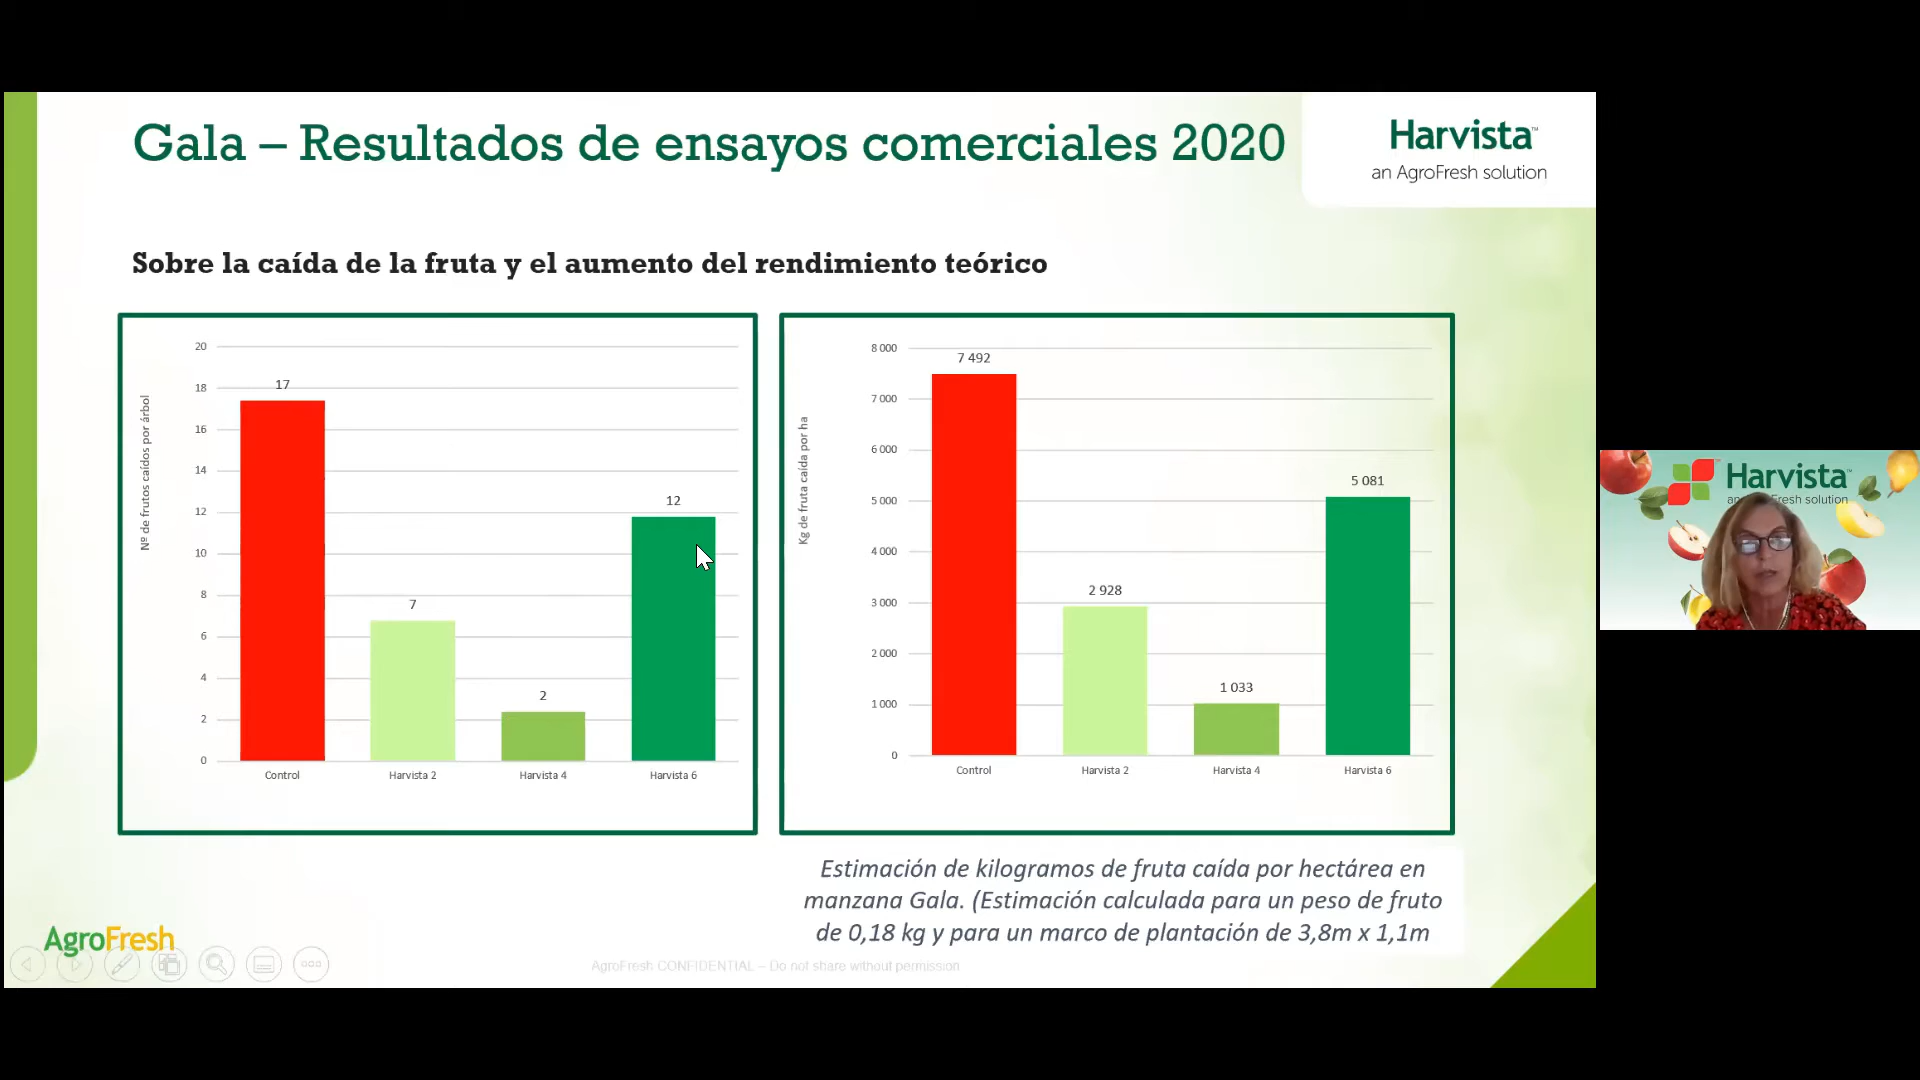 Gala – Resultados de ensayos comerciales 2020
Harvista™
an AgroFresh solution
Sobre la caída de la fruta y el aumento del rendimiento teórico
Nº de frutos caídos por árbol
20
18
16
14
12
10
8
6
4
2
0
17
7
2
12
Control
Harvista 2
Harvista 4
Harvista 6
Kg de fruta caída por ha
8 000
7 000
6 000
5 000
4 000
3 000
2 000
1 000
0
7 492
2 928
1 033
5 081
Control
Harvista 2
Harvista 4
Harvista 6
Estimación de kilogramos de fruta caída por hectárea en
manzana Gala. (Estimación calculada para un peso de fruto
de 0,18 kg y para un marco de plantación de 3,8m x 1,1m
AgroFresh
AgroFresh CONFIDENTIAL – Do not share without permission
Harvista™
an AgroFresh solution